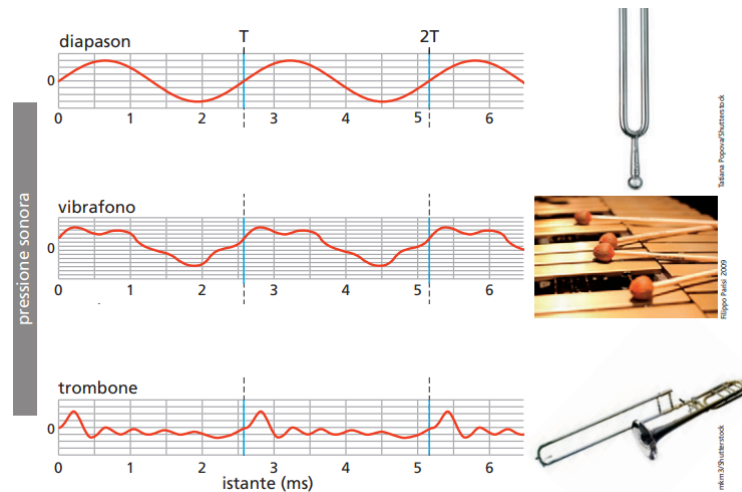 T 2T
diapason
0
0 1 2 3 4 5 6
Tatiana Popova/Shutterstock
pressione sonora
vibrafono
0
0 1 2 3 4 5 6
Filippo Parisi 2009
trombone
0
0 1 2 3 4 5 6
istante (ms)
mkm3/Shutterstock